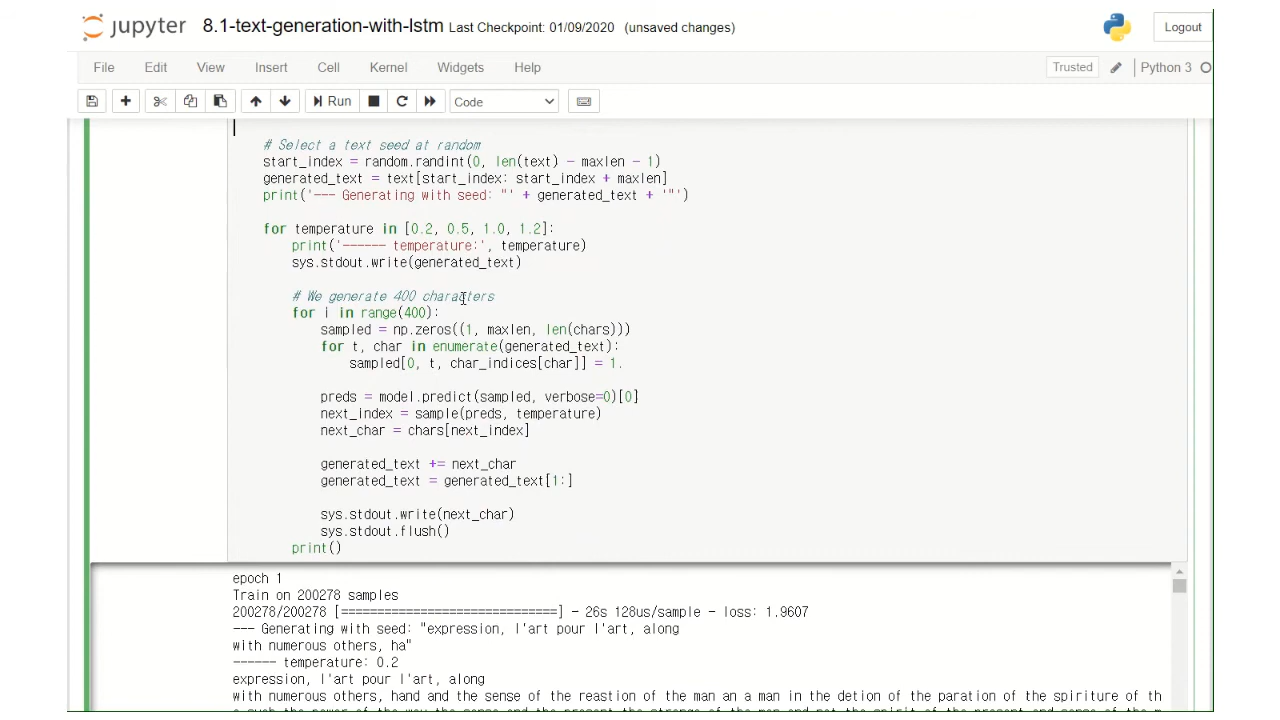 jupyter 8.1-text-generation-with-lstm Last Checkpoint: 01/09/2020 (unsaved changes) Logout
File Edit View Insert Cell Kernel Widgets Help Trusted Python 3
Run Code
# Select a text seed at random
start_index = random.randint(0, len(text) - maxlen - 1)
generated_text = text[start_index: start_index + maxlen]
print('--- Generating with seed: "' + generated_text + '"')
for temperature in [0.2, 0.5, 1.0, 1.2]:
print('------ temperature:', temperature)
sys.stdout.write(generated_text)
# We generate 400 characters
for i in range(400):
sampled = np.zeros((1, maxlen, len(chars)))
for t, char in enumerate(generated_text):
sampled[0, t, char_indices[char]] = 1.
preds = model.predict(sampled, verbose=0)[0]
next_index = sample(preds, temperature)
next_char = chars[next_index]
generated_text += next_char
generated_text = generated_text[1:]
sys.stdout.write(next_char)
sys.stdout.flush()
print()
epoch 1
Train on 200278 samples
200278/200278 [==============================] - 26s 128us/sample - loss: 1.9607
--- Generating with seed: "expression, l'art pour l'art, along
with numerous others, ha"
------ temperature: 0.2
expression, l'art pour l'art, along
with numerous others, hand and the sense of the reastion of the man an a man in the detion of the paration of the spiriture of th